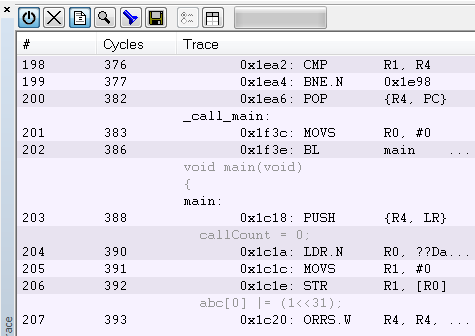 # Cycles Trace
198 376 0x1ea2: CMP R1, R4
199 377 0x1ea4: BNE.N 0x1e98
200 382 0x1ea6: POP {R4, PC}
_call_main:
201 383 0x1f3c: MOVS R0, #0
202 386 0x1f3e: BL main ...
void main(void)
{
main:
203 388 0x1c18: PUSH {R4, LR}
callCount = 0;
204 390 0x1c1a: LDR.N R0, ??Da...
205 391 0x1c1c: MOVS R1, #0
206 392 0x1c1e: STR R1, [R0]
abc[0] |= (1<<31);
207 393 0x1c20: ORRS.W R4, R4, ...
race